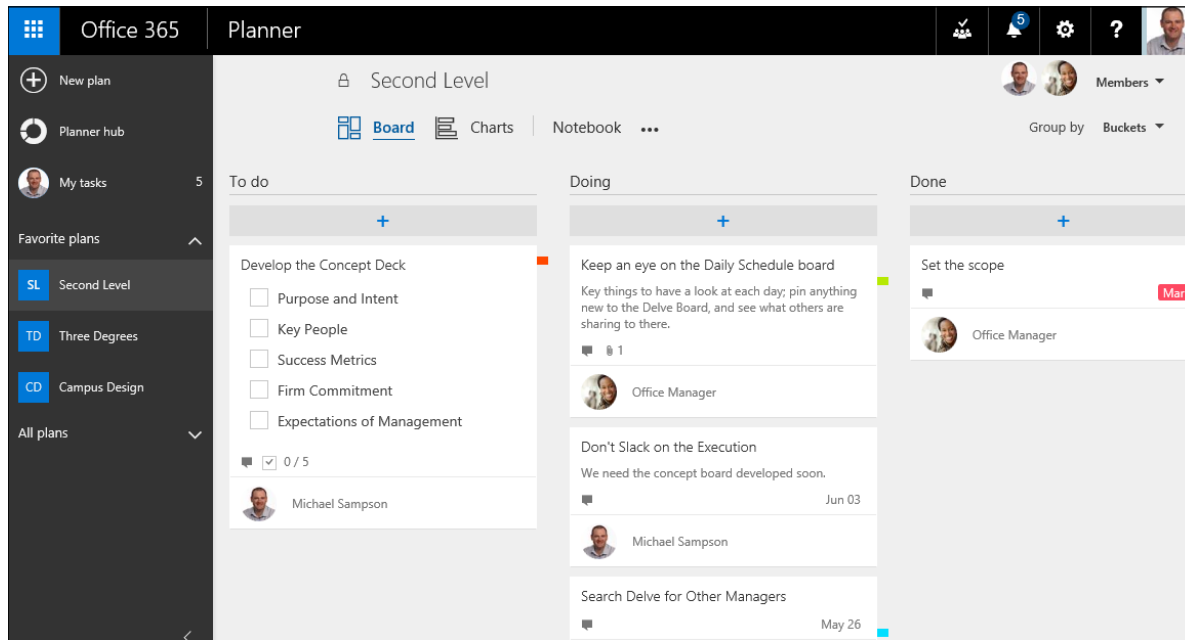 Office 365
Planner
5
?
New plan
Planner hub
My tasks
5
Favorite plans
SL
Second Level
TD
Three Degrees
CD
Campus Design
All plans
Second Level
Members
Board
Charts
Notebook
•••
Group by
Buckets
To do
+
Develop the Concept Deck
Purpose and Intent
Key People
Success Metrics
Firm Commitment
Expectations of Management
0 / 5
Michael Sampson
Doing
+
Keep an eye on the Daily Schedule board
Key things to have a look at each day; pin anything
new to the Delve Board, and see what others are
sharing to there.
1
Office Manager
Don't Slack on the Execution
We need the concept board developed soon.
Jun 03
Michael Sampson
Search Delve for Other Managers
May 26
Done
+
Set the scope
Mar
Office Manager